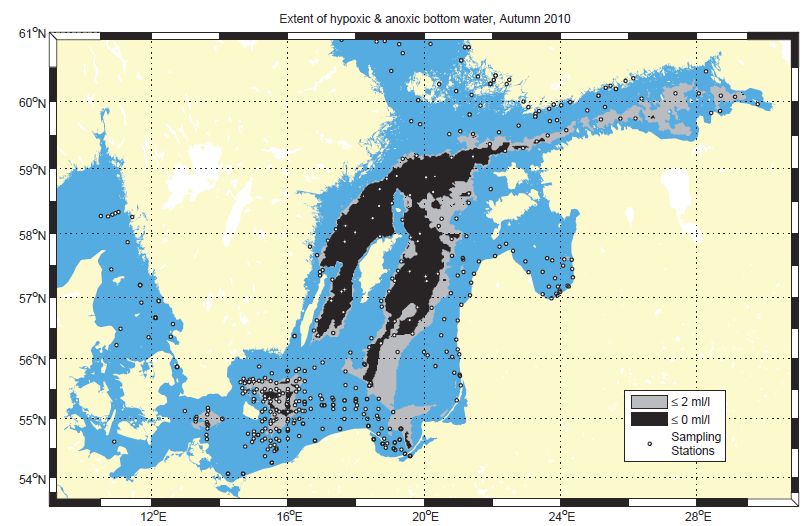 Extent of hypoxic & anoxic bottom water, Autumn 2010
61°N
60°N
59°N
58°N
57°N
56°N
55°N
54°N
≤ 2 ml/l
≤ 0 ml/l
Sampling
Stations
12°E
16°E
20°E
24°E
28°E